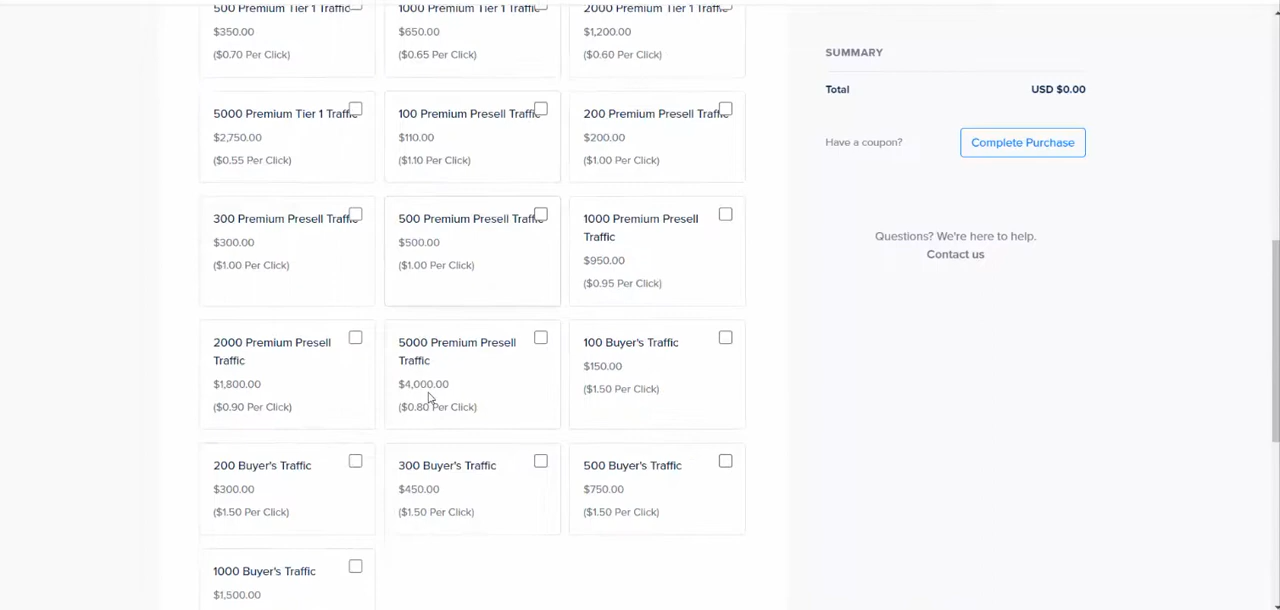 500 Premium Tier 1 Traffic
$350.00
($0.70 Per Click)
1000 Premium Tier 1 Traffic
$650.00
($0.65 Per Click)
2000 Premium Tier 1 Traffic
$1,200.00
($0.60 Per Click)
5000 Premium Tier 1 Traffic
$2,750.00
($0.55 Per Click)
100 Premium Presell Traffic
$110.00
($1.10 Per Click)
200 Premium Presell Traffic
$200.00
($1.00 Per Click)
300 Premium Presell Traffic
$300.00
($1.00 Per Click)
500 Premium Presell Traffic
$500.00
($1.00 Per Click)
1000 Premium Presell
Traffic
$950.00
($0.95 Per Click)
2000 Premium Presell
Traffic
$1,800.00
($0.90 Per Click)
5000 Premium Presell
Traffic
$4,000.00
($0.80 Per Click)
100 Buyer's Traffic
$150.00
($1.50 Per Click)
200 Buyer's Traffic
$300.00
($1.50 Per Click)
300 Buyer's Traffic
$450.00
($1.50 Per Click)
500 Buyer's Traffic
$750.00
($1.50 Per Click)
1000 Buyer's Traffic
$1,500.00
SUMMARY
Total USD $0.00
Have a coupon? Complete Purchase
Questions? We're here to help.
Contact us